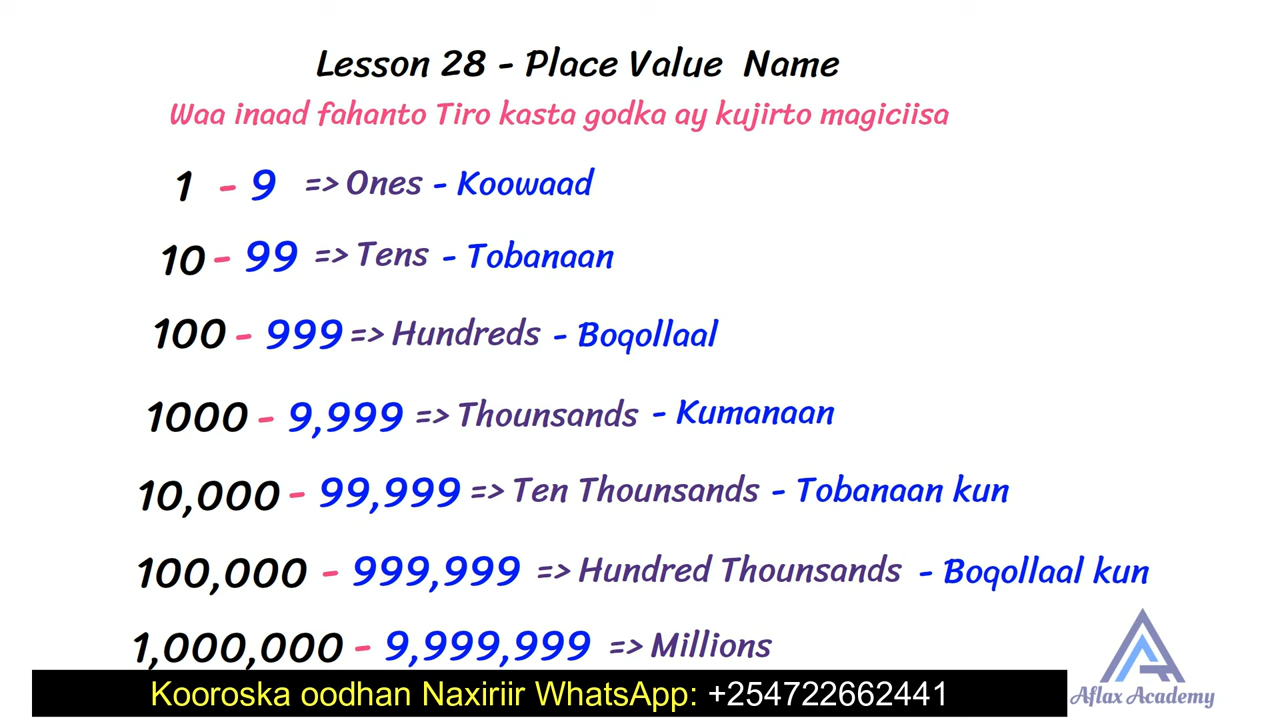 Lesson 28 - Place Value Name
Waa inaad fahanto Tiro kasta godka ay kujirto magiciisa
1 - 9 => Ones - Koowaad
10 - 99 => Tens - Tobanaan
100 - 999 => Hundreds - Boqollaal
1000 - 9,999 => Thounsands - Kumanaan
10,000 - 99,999 => Ten Thounsands - Tobanaan kun
100,000 - 999,999 => Hundred Thounsands - Boqollaal kun
1,000,000 - 9,999,999 => Millions
Kooroska oodhan Naxiriir WhatsApp: +254722662441
Aflax Academy